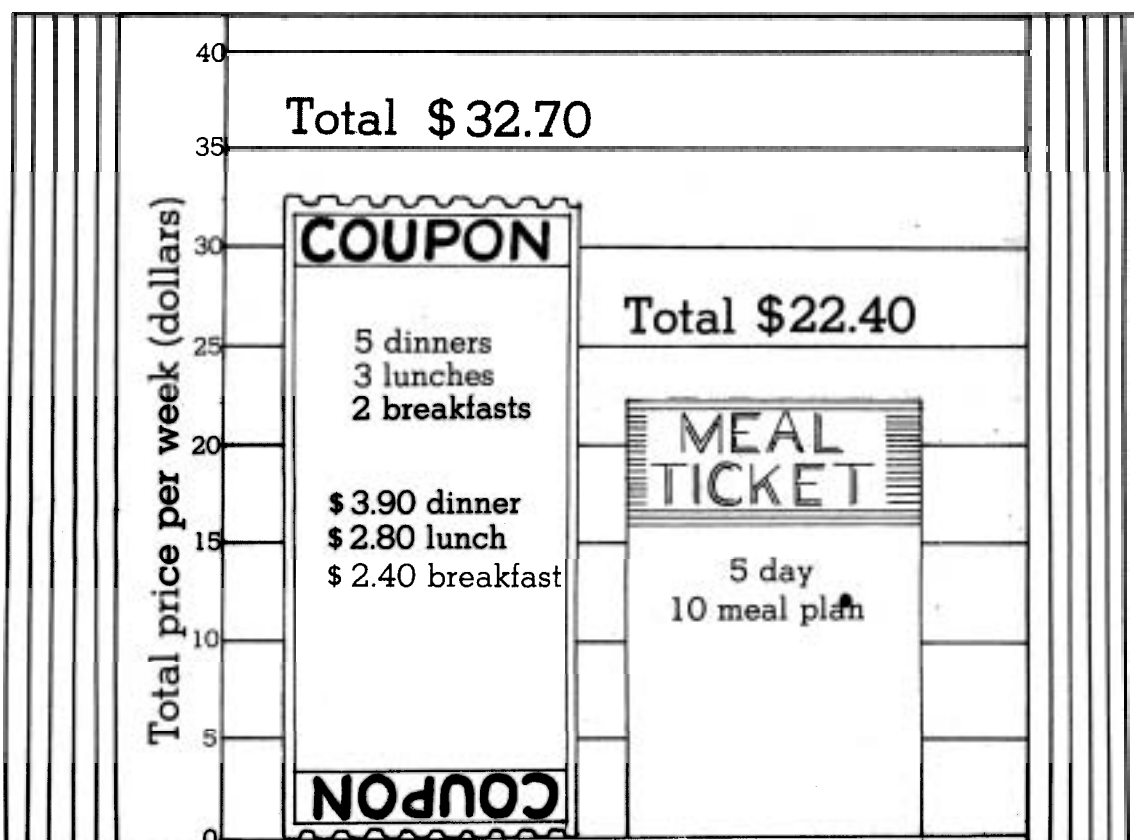 Total price per week (dollars)
40
35
30
25
20
15
10
5
0
Total $32.70
COUPON
5 dinners
3 lunches
2 breakfasts
$3.90 dinner
$2.80 lunch
$2.40 breakfast
COUPON
Total $22.40
MEAL
TICKET
5 day
10 meal plan